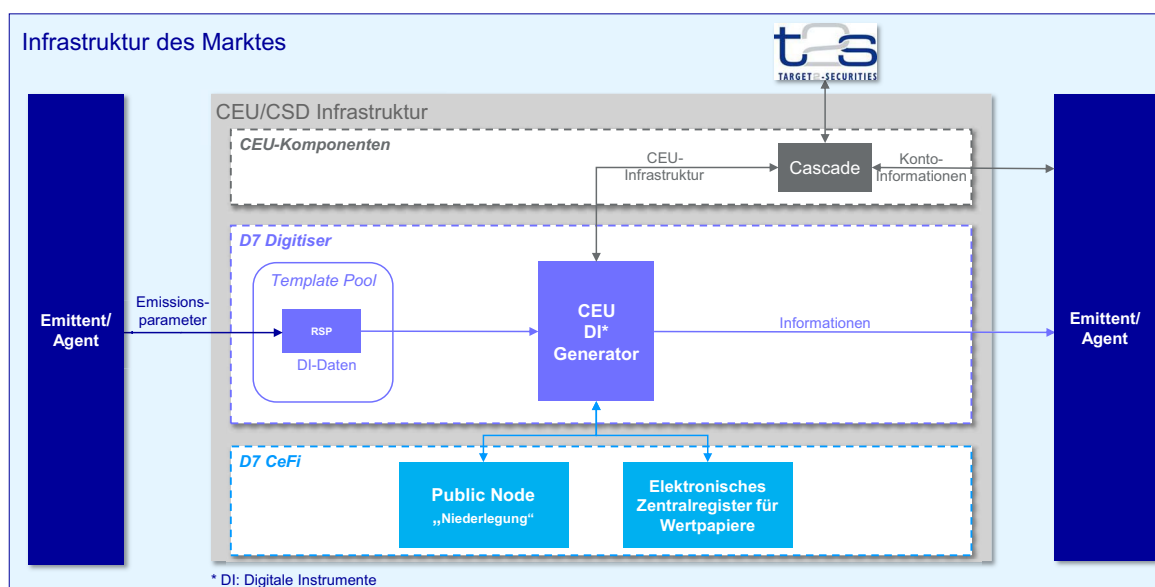 Infrastruktur des Marktes
t2s
TARGET2-SECURITIES
CEU/CSD Infrastruktur
CEU-Komponenten
CEU-
Infrastruktur
Cascade
Konto-
informationen
D7 Digitiser
Template Pool
Emissions-
parameter
Emittent/
Agent
RSP
DI-Daten
CEU
DI*
Generator
Informationen
Emittent/
Agent
D7 CeFi
Public Node
„Niederlegung“
Elektronisches
Zentralregister für
Wertpapiere
* DI: Digitale Instrumente